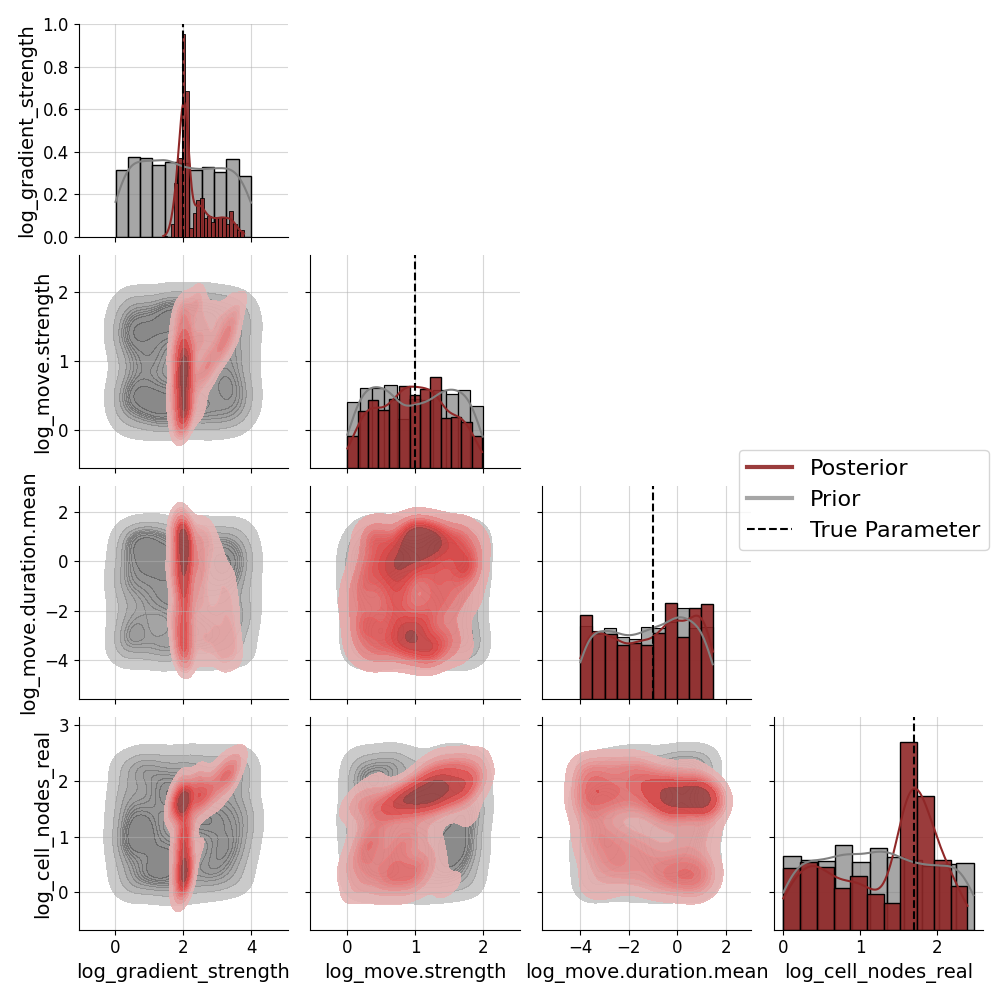 log_gradient_strength
1.0
0.8
0.6
0.4
0.2
0.0
log_move.strength
2
1
0
log_move.duration.mean
2
0
−2
−4
Posterior
Prior
True Parameter
log_cell_nodes_real
3
2
1
0
0 2 4
0 1 2
−4 −2 0 2
0 1 2
log_gradient_strength
log_move.strength
log_move.duration.mean
log_cell_nodes_real